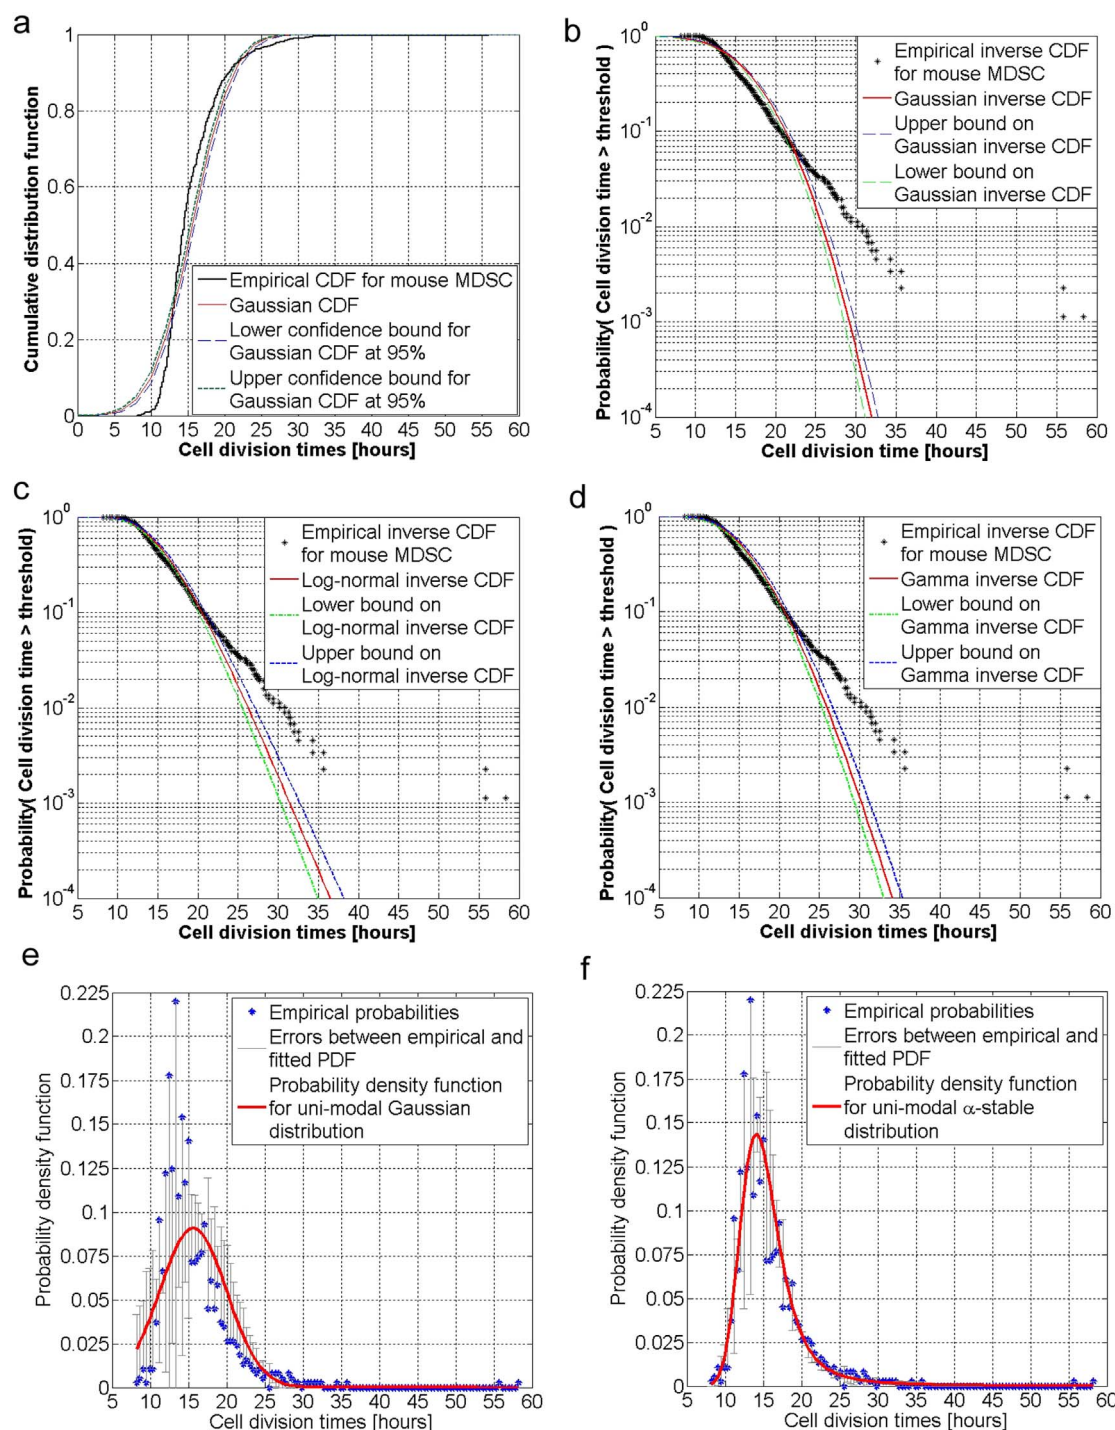 a
Cumulative distribution function
1
0.8
0.6
0.4
0.2
0
Empirical CDF for mouse MDSC
Gaussian CDF
Lower confidence bound for
Gaussian CDF at 95%
Upper confidence bound for
Gaussian CDF at 95%
0 5 10 15 20 25 30 35 40 45 50 55 60
Cell division times [hours]
b
Probability( Cell division time > threshold )
10^0
10^-1
10^-2
10^-3
10^-4
Empirical inverse CDF
for mouse MDSC
Gaussian inverse CDF
Upper bound on
Gaussian inverse CDF
Lower bound on
Gaussian inverse CDF
5 10 15 20 25 30 35 40 45 50 55 60
Cell division time [hours]
c
Probability( Cell division time > threshold )
10^0
10^-1
10^-2
10^-3
10^-4
Empirical inverse CDF
for mouse MDSC
Log-normal inverse CDF
Lower bound on
Log-normal inverse CDF
Upper bound on
Log-normal inverse CDF
5 10 15 20 25 30 35 40 45 50 55 60
Cell division times [hours]
d
Probability( Cell division time > threshold )
10^0
10^-1
10^-2
10^-3
10^-4
Empirical inverse CDF
for mouse MDSC
Gamma inverse CDF
Lower bound on
Gamma inverse CDF
Upper bound on
Gamma inverse CDF
5 10 15 20 25 30 35 40 45 50 55 60
Cell division times [hours]
e
Probability density function
0.225
0.2
0.175
0.15
0.125
0.1
0.075
0.05
0.025
0
Empirical probabilities
Errors between empirical and
fitted PDF
Probability density function
for uni-modal Gaussian
distribution
5 10 15 20 25 30 35 40 45 50 55 60
Cell division times [hours]
f
Probability density function
0.225
0.2
0.175
0.15
0.125
0.1
0.075
0.05
0.025
0
Empirical probabilities
Errors between empirical and
fitted PDF
Probability density function
for uni-modal α-stable
distribution
5 10 15 20 25 30 35 40 45 50 55 60
Cell division times [hours]